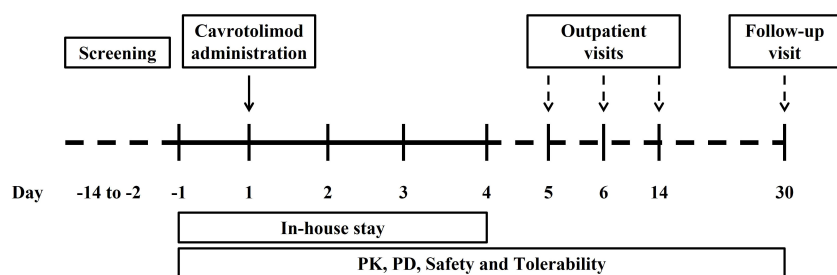 Screening
Cavrotolimod
administration
Outpatient
visits
Follow-up
visit
Day -14 to -2 -1 1 2 3 4 5 6 14 30
In-house stay
PK, PD, Safety and Tolerability